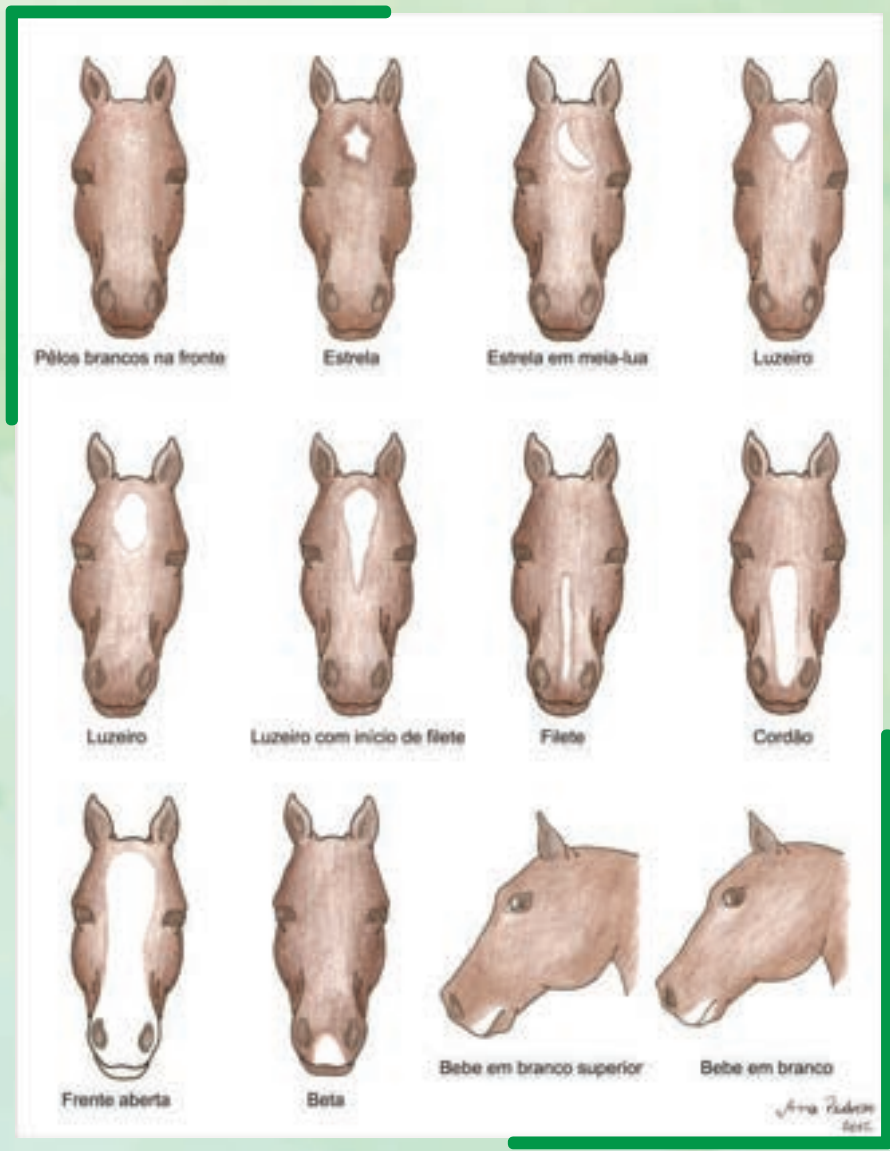 Pêlos brancos na fronte
Estrela
Estrela em meia-lua
Luzeiro
Luzeiro
Luzeiro com início de filete
Filete
Cordão
Frente aberta
Beta
Bebe em branco superior
Bebe em branco